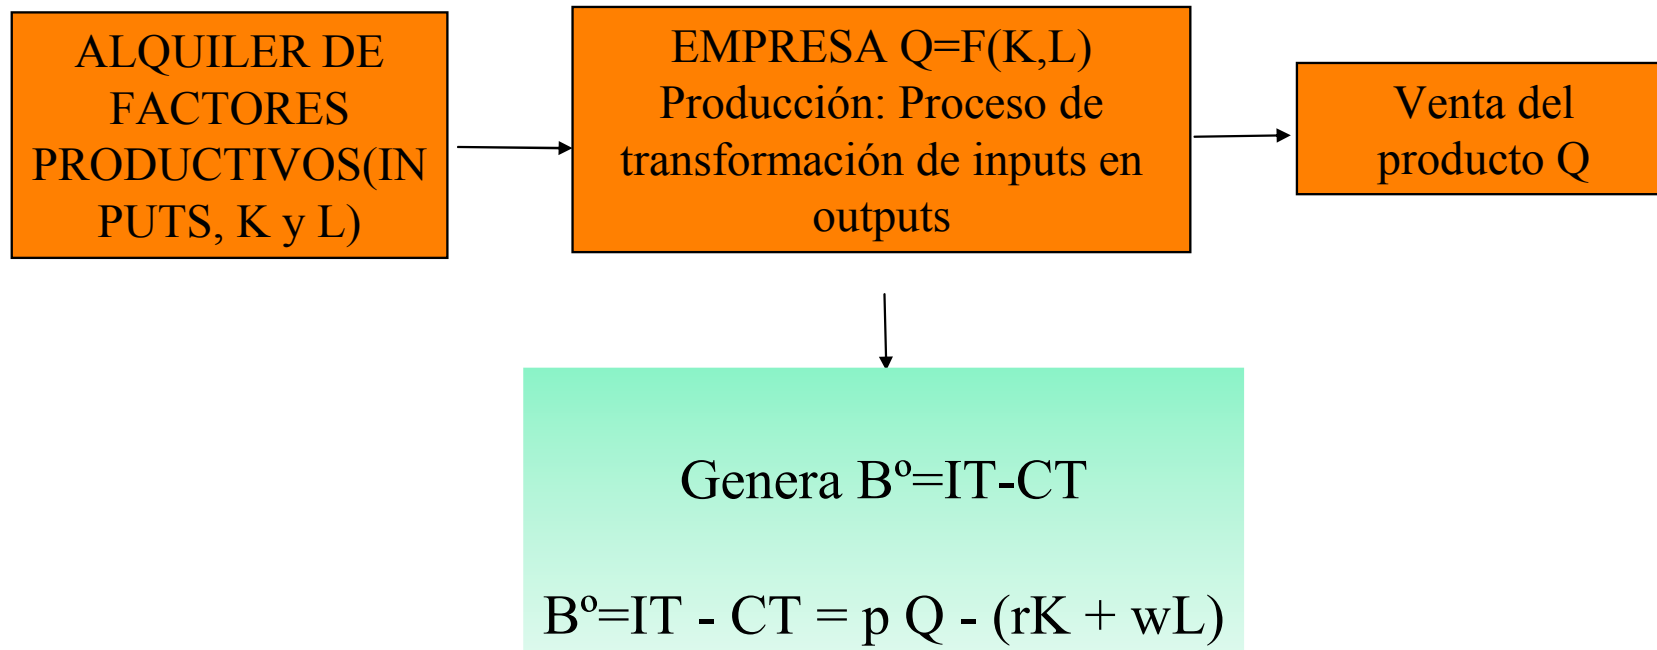 ALQUILER DE
FACTORES
PRODUCTIVOS(IN
PUTS, K y L)
EMPRESA Q=F(K,L)
Producción: Proceso de
transformación de inputs en
outputs
Venta del
producto Q
Genera Bº=IT-CT
Bº=IT - CT = p Q - (rK + wL)